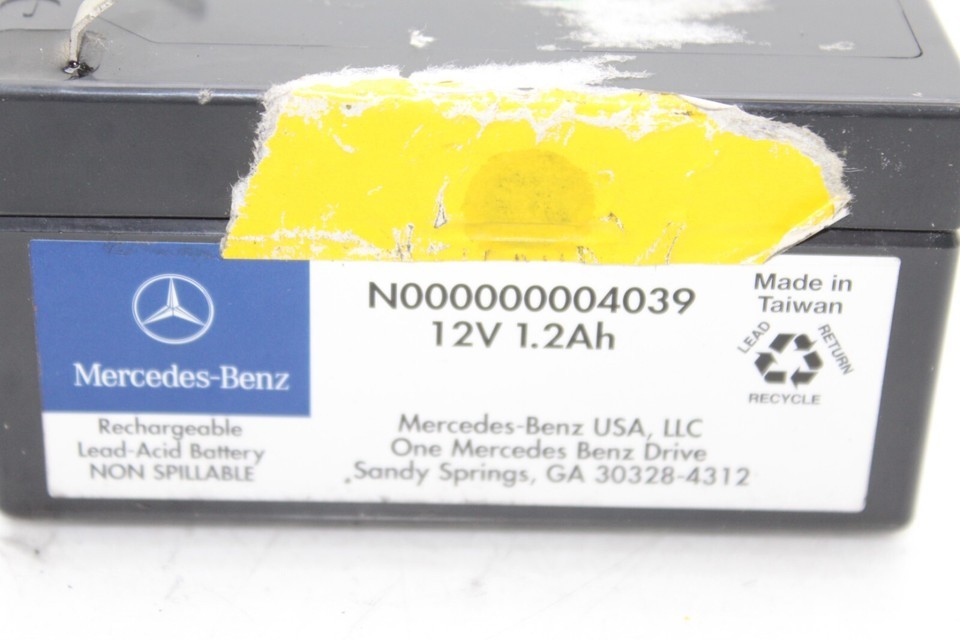 N000000004039
12V 1.2Ah
Mercedes-Benz
Rechargeable
Lead-Acid Battery
NON SPILLABLE
Mercedes-Benz USA, LLC
One Mercedes Benz Drive
Sandy Springs, GA 30328-4312
Made in
Taiwan
LEAD
RETURN
RECYCLE